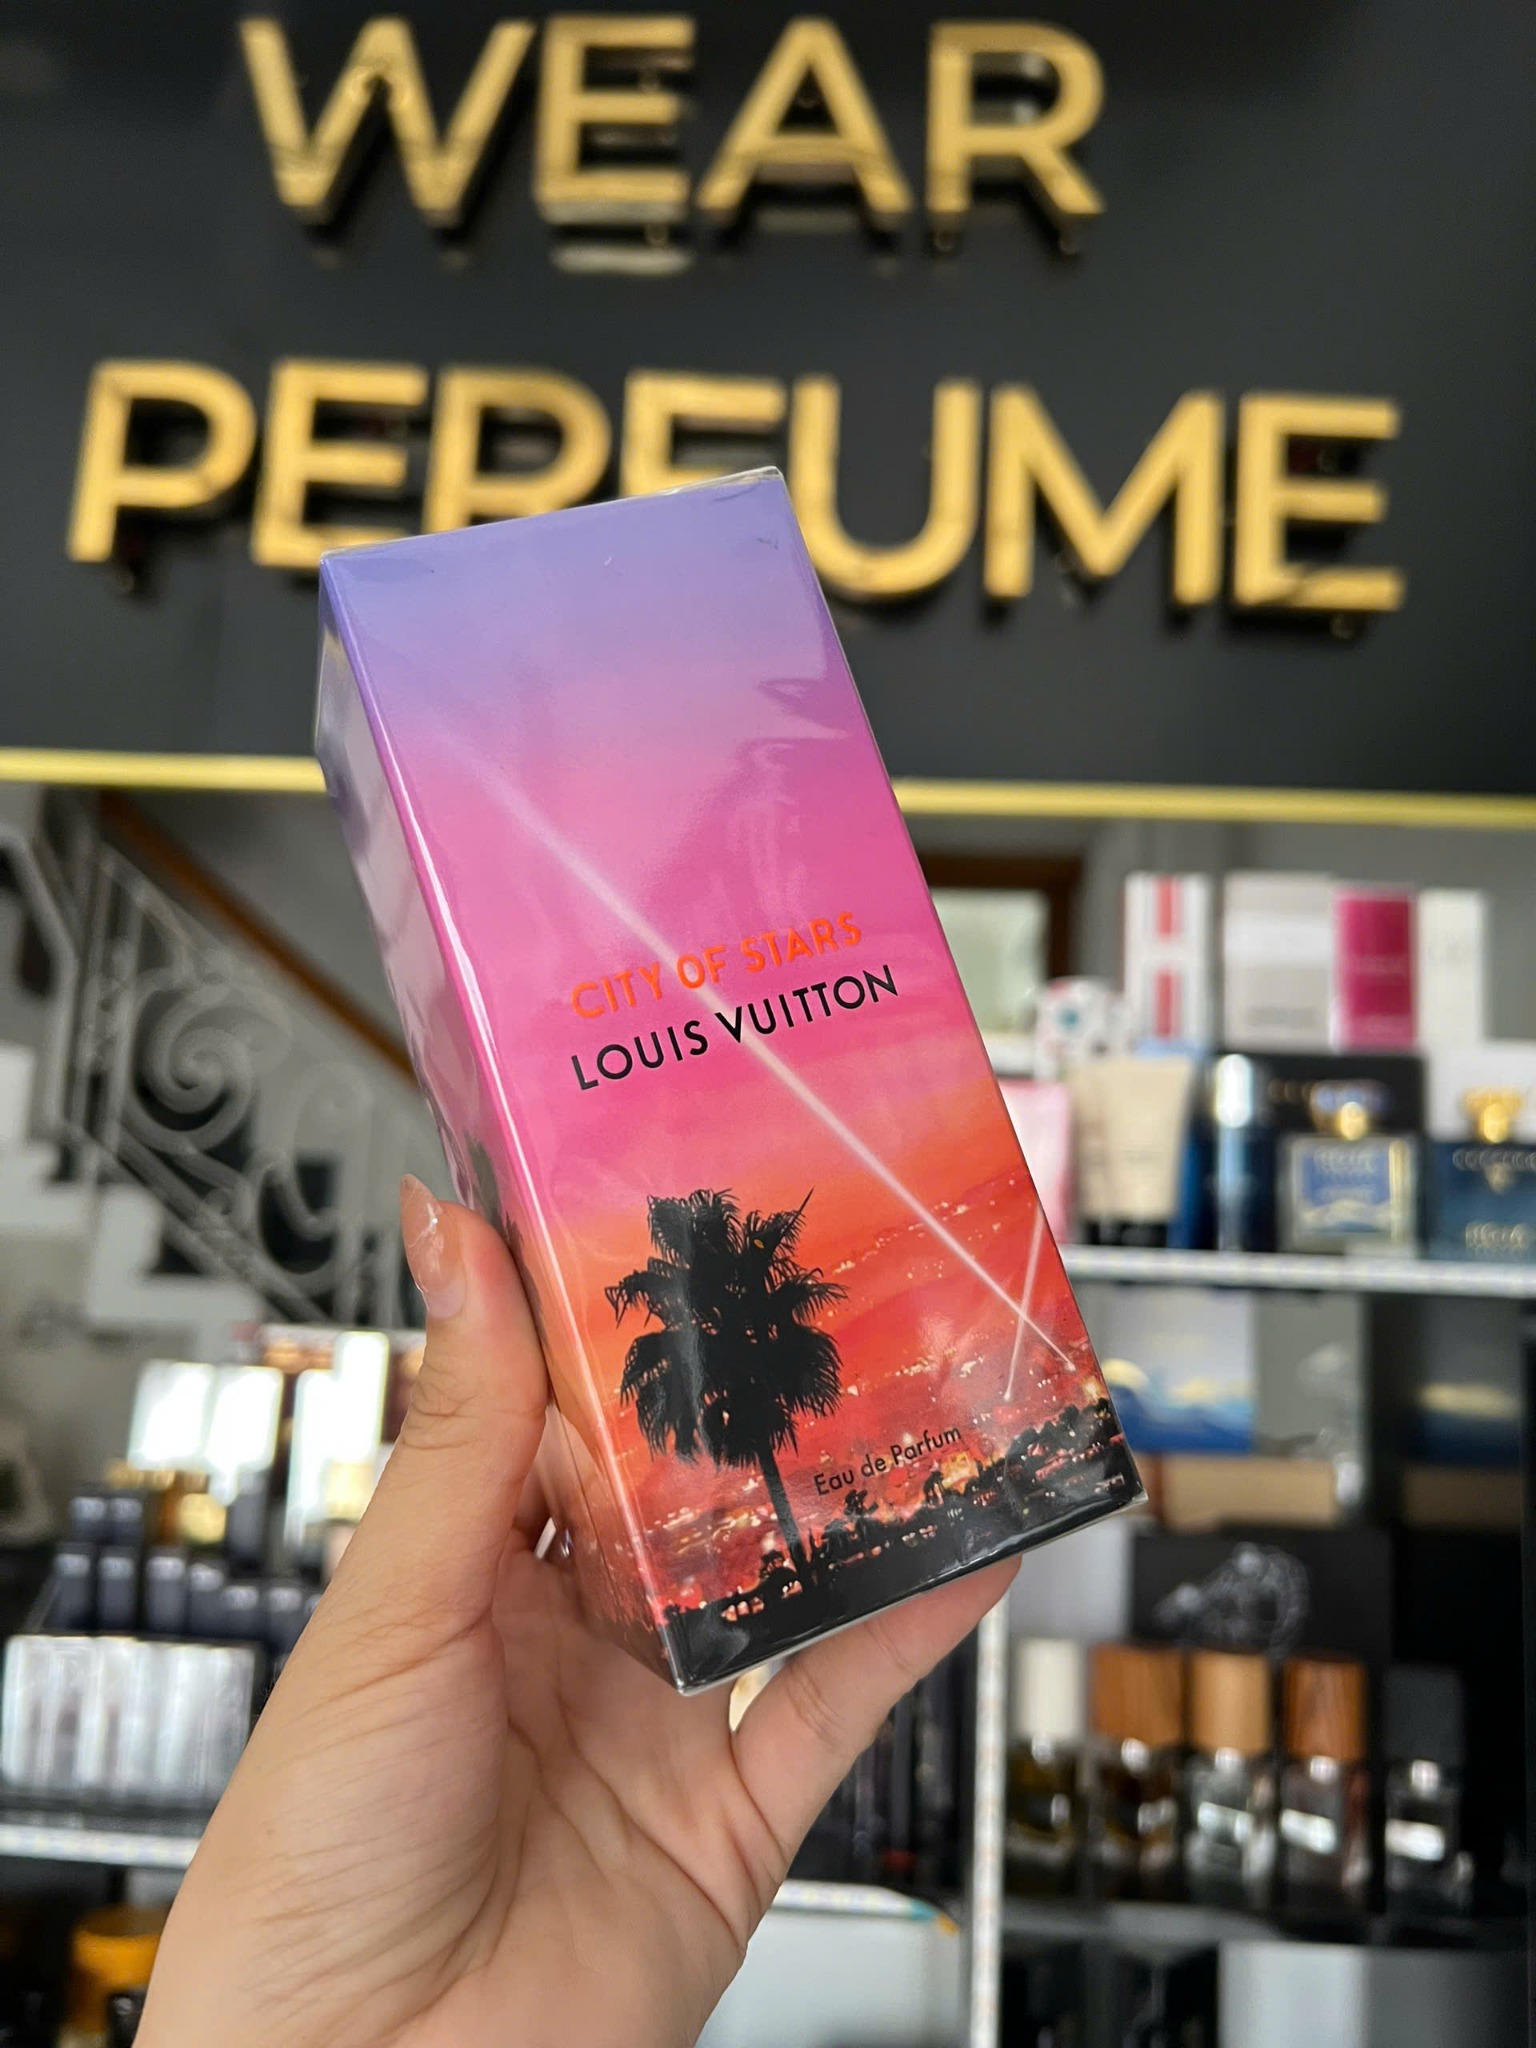 WEAR
PERFUME
CITY OF STARS
LOUIS VUITTON
Eau de Parfum